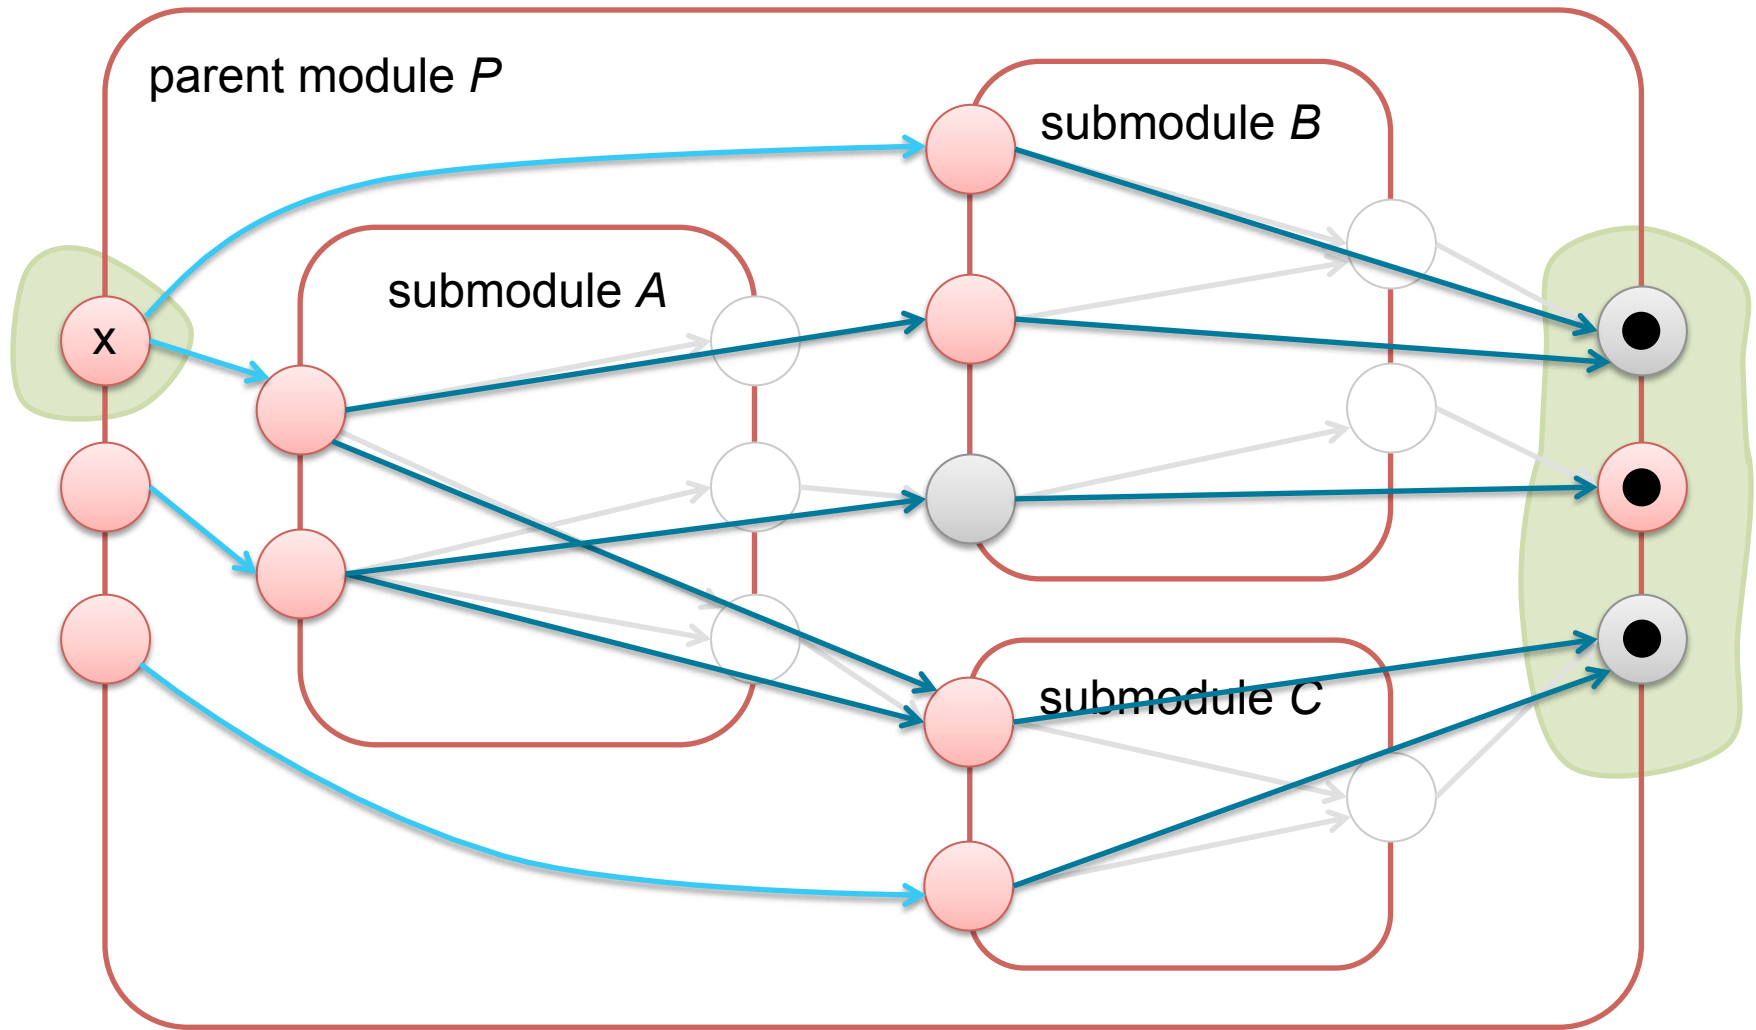 parent module P
submodule B
submodule A
x
submodule C